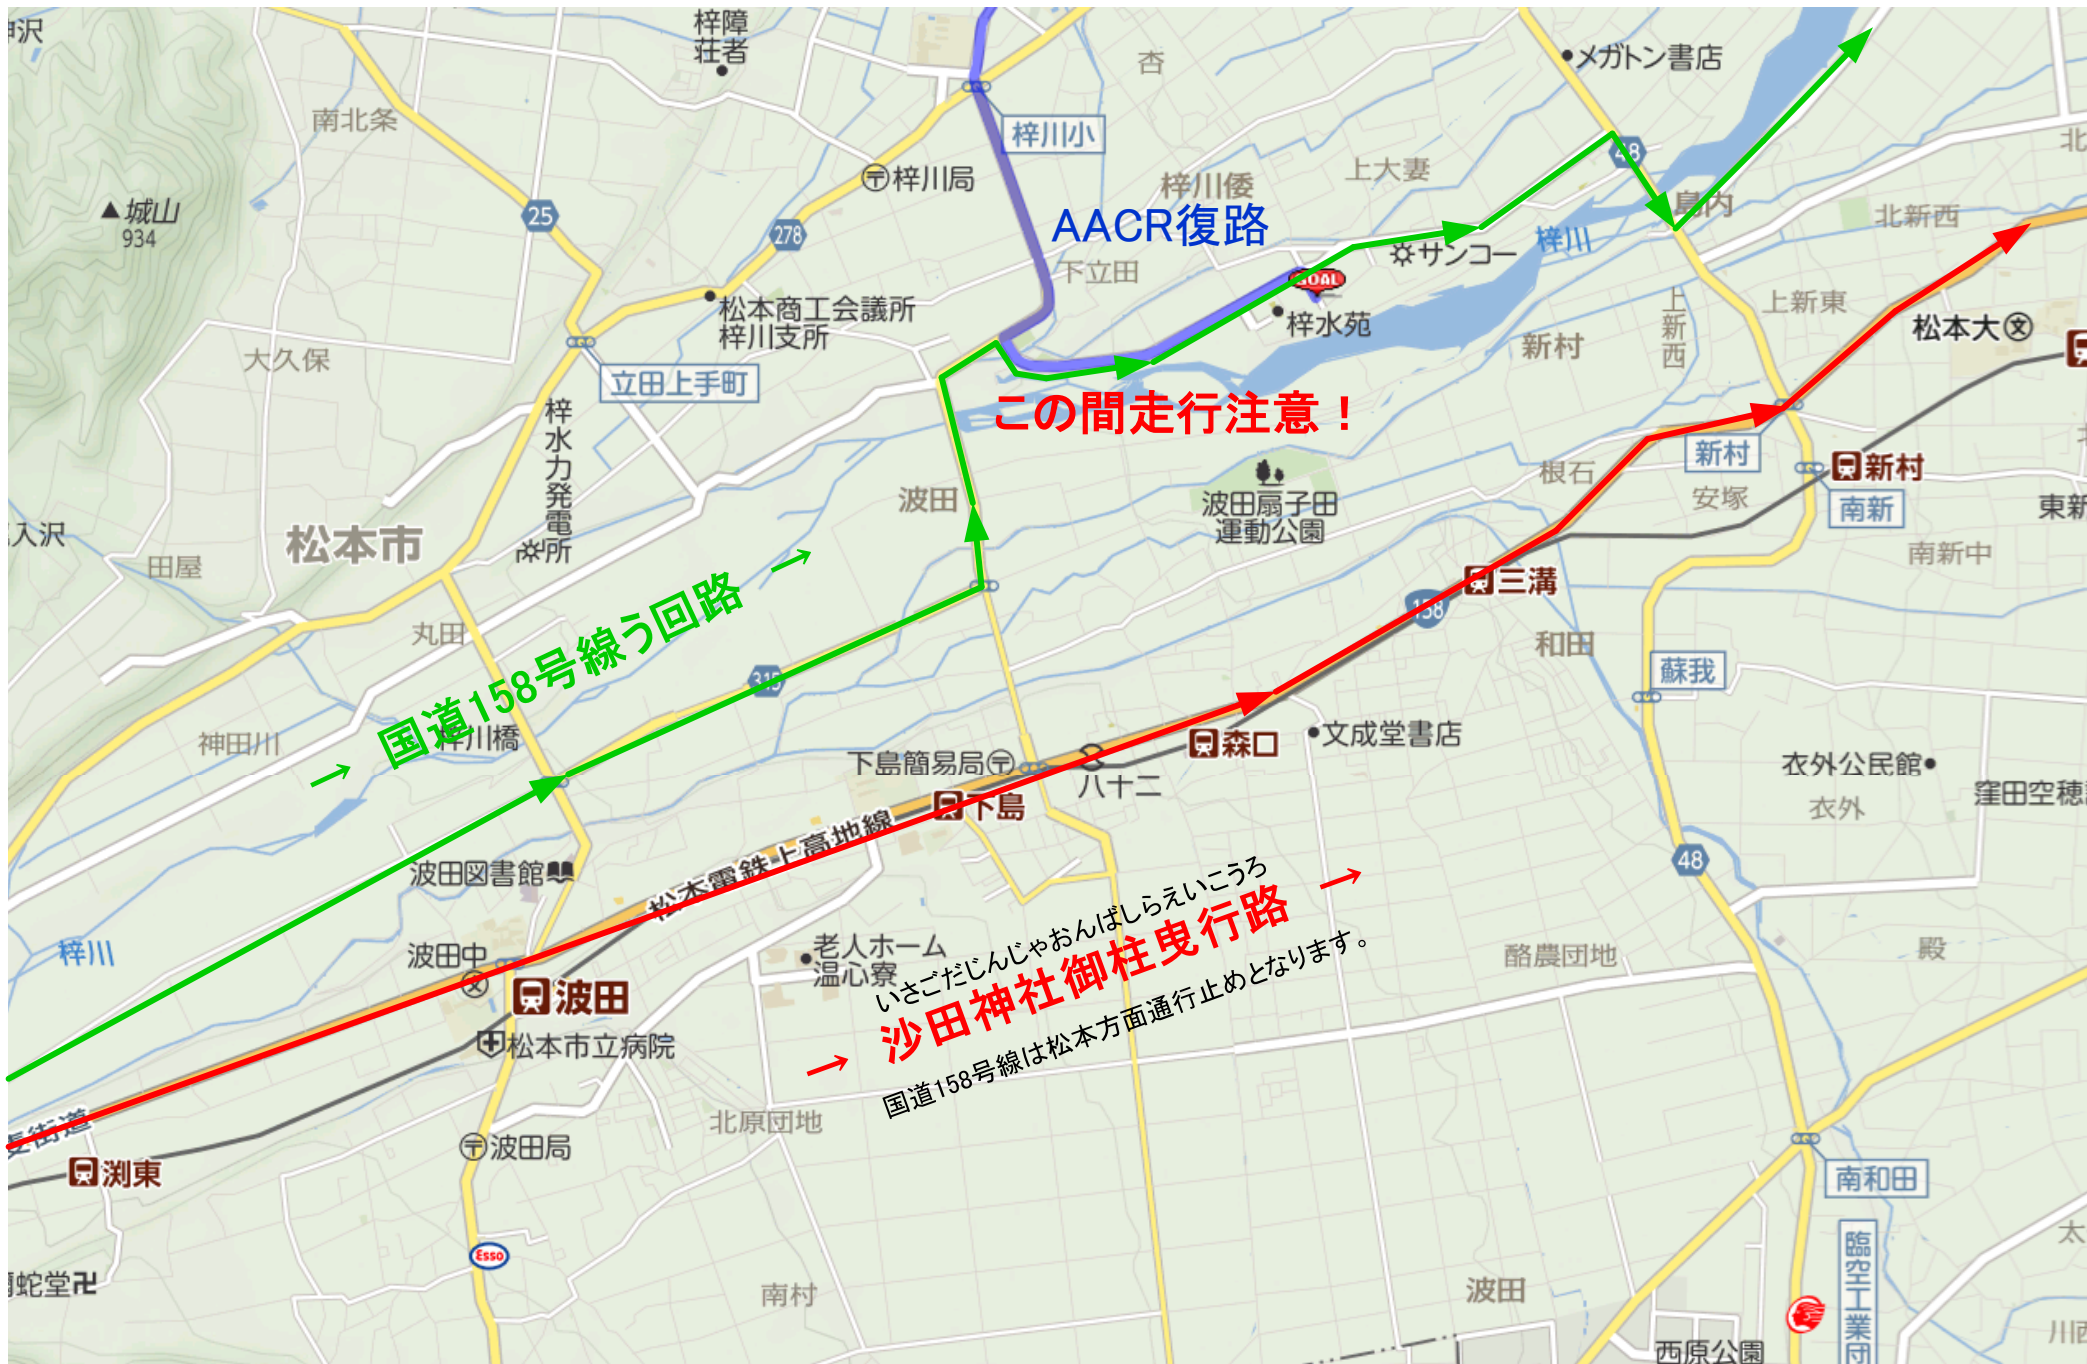 梓障
荘者
メガトン書店
杏
南北条
梓川小
48
梓川局
上大妻
梓川倭
島内
北新西
城山
934
25
278
AACR復路
梓川
サンコー
下立田
GOAL
松本商工会議所
梓川支所
梓水苑
上新東
上新西
松本大
新村
大久保
立田上手町
この間走行注意！
梓水力発電所
新村
新村
根石
安塚
南新
東新
波田
波田扇子田
運動公園
松本市
入沢
田屋
南新中
三溝
158
→ 国道158号線う回路 →
丸田
和田
蘇我
315
梓川橋
神田川
森口
文成堂書店
下島簡易局
八十二
衣外公民館
衣外
窪田空穂
下島
松本電鉄上高地線
48
波田図書館
いさごだじんじゃおんばしらえいこうろ
→ 沙田神社御柱曳行路 →
国道158号線は松本方面通行止めとなります。
梓川
波田中
老人ホーム
温心寮
酪農団地
殿
波田
松本市立病院
北原団地
街道
渕東
波田局
南和田
Esso
蛇堂
南村
波田
臨空工業団
太
川西
西原公園